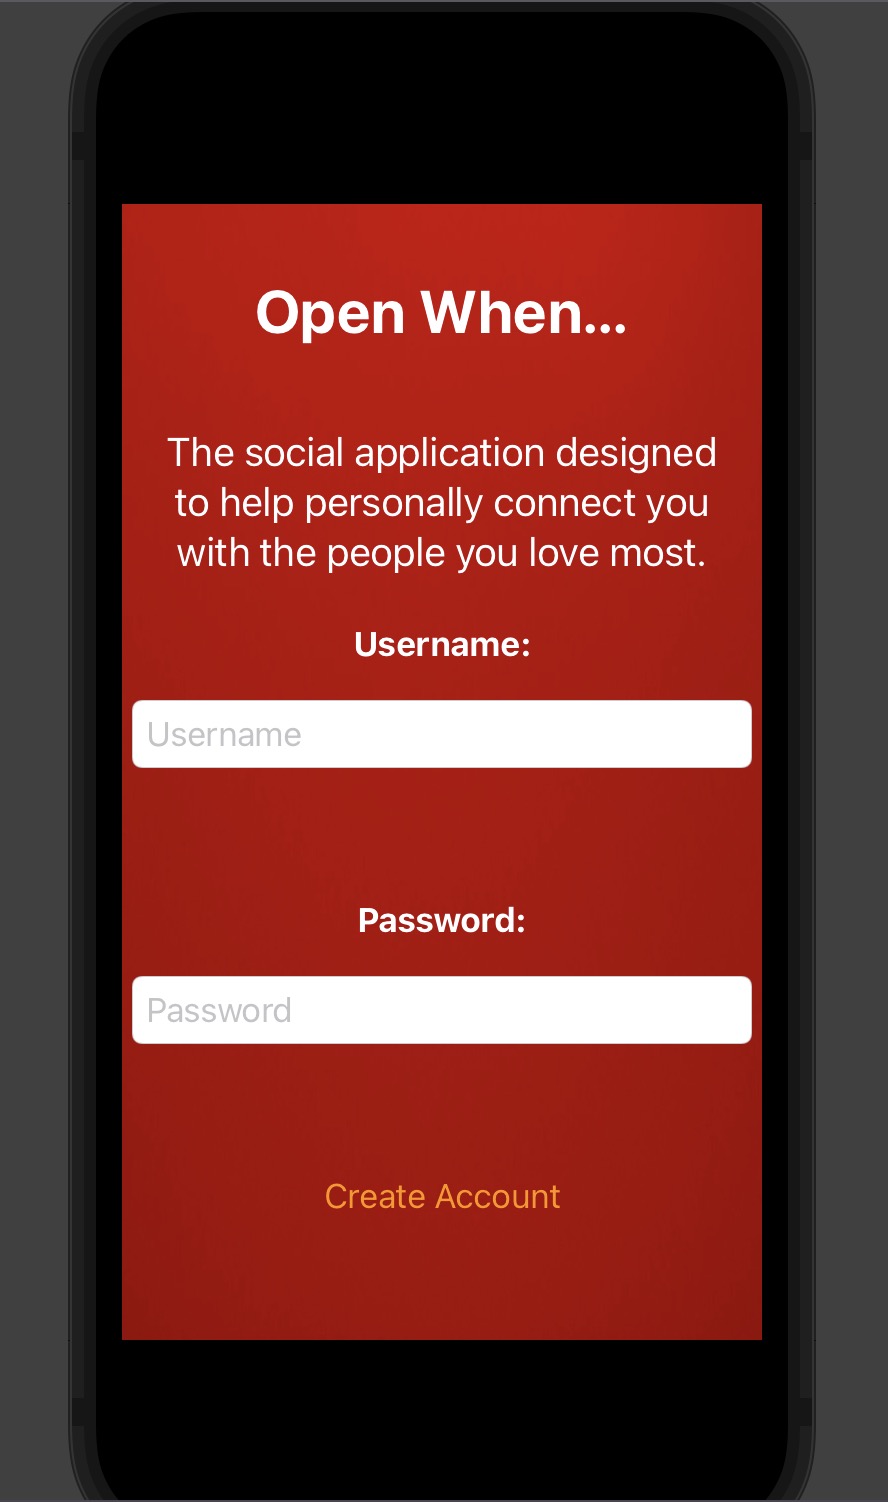 Open When...
The social application designed
to help personally connect you
with the people you love most.
Username:
Username
Password:
Password
Create Account